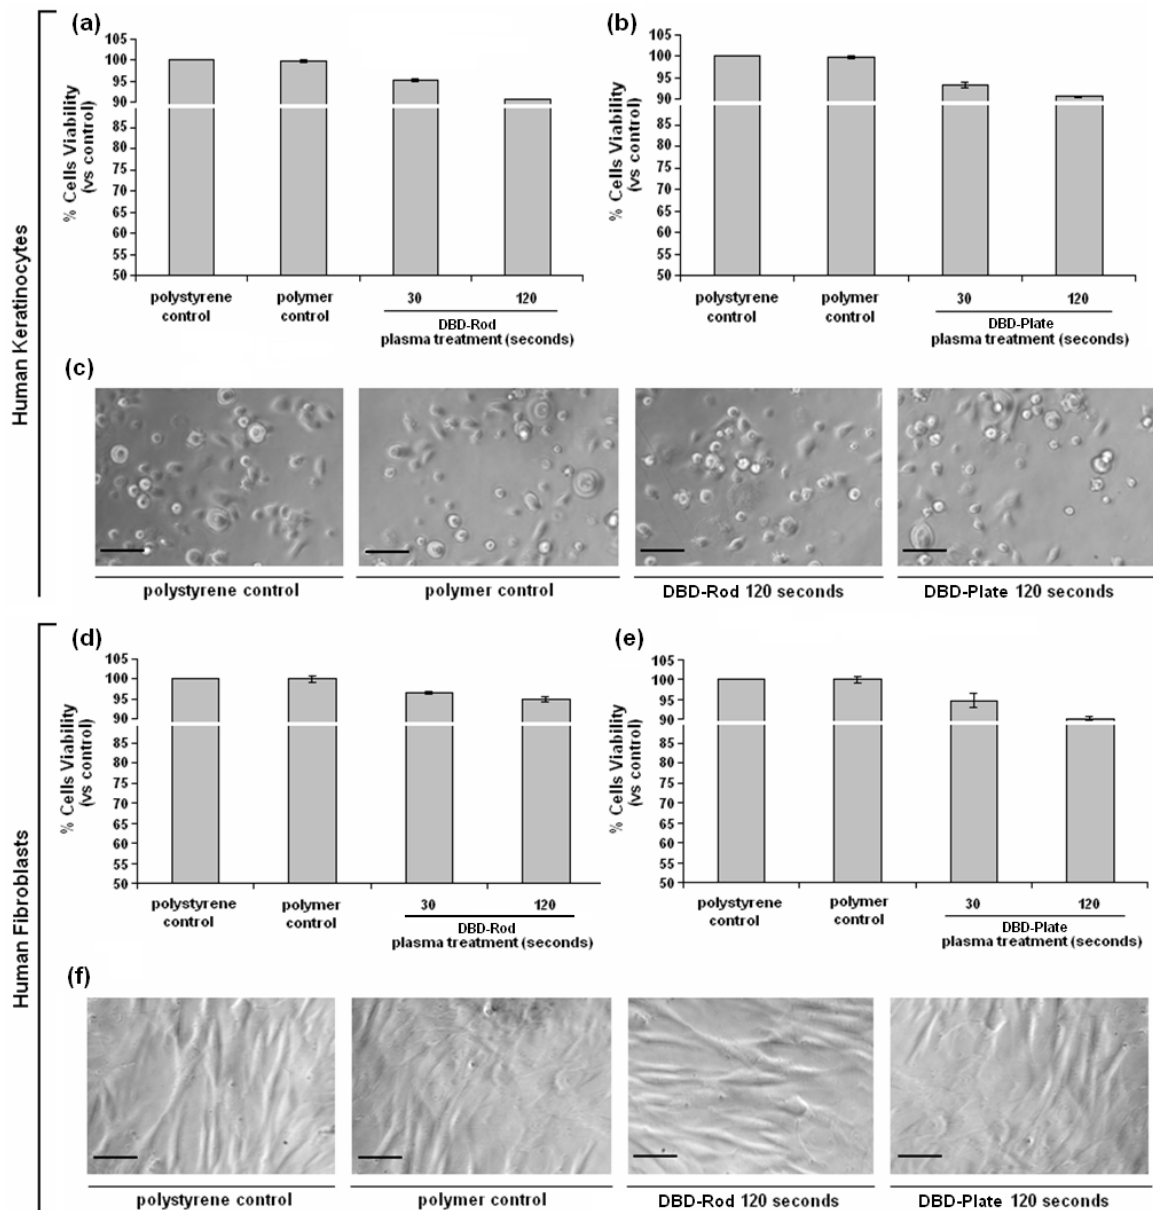 Human Keratinocytes
(a)
% Cells Viability
(vs control)
105
100
95
90
85
80
75
70
65
60
55
50
polystyrene
control
polymer
control
30
120
DBD-Rod
plasma treatment (seconds)
(b)
% Cells Viability
(vs control)
105
100
95
90
85
80
75
70
65
60
55
50
polystyrene
control
polymer
control
30
120
DBD-Plate
plasma treatment (seconds)
(c)
polystyrene control
polymer control
DBD-Rod 120 seconds
DBD-Plate 120 seconds
Human Fibroblasts
(d)
% Cells Viability
(vs control)
105
100
95
90
85
80
75
70
65
60
55
50
polystyrene
control
polymer
control
30
120
DBD-Rod
plasma treatment (seconds)
(e)
% Cells Viability
(vs control)
105
100
95
90
85
80
75
70
65
60
55
50
polystyrene
control
polymer
control
30
120
DBD-Plate
plasma treatment (seconds)
(f)
polystyrene control
polymer control
DBD-Rod 120 seconds
DBD-Plate 120 seconds